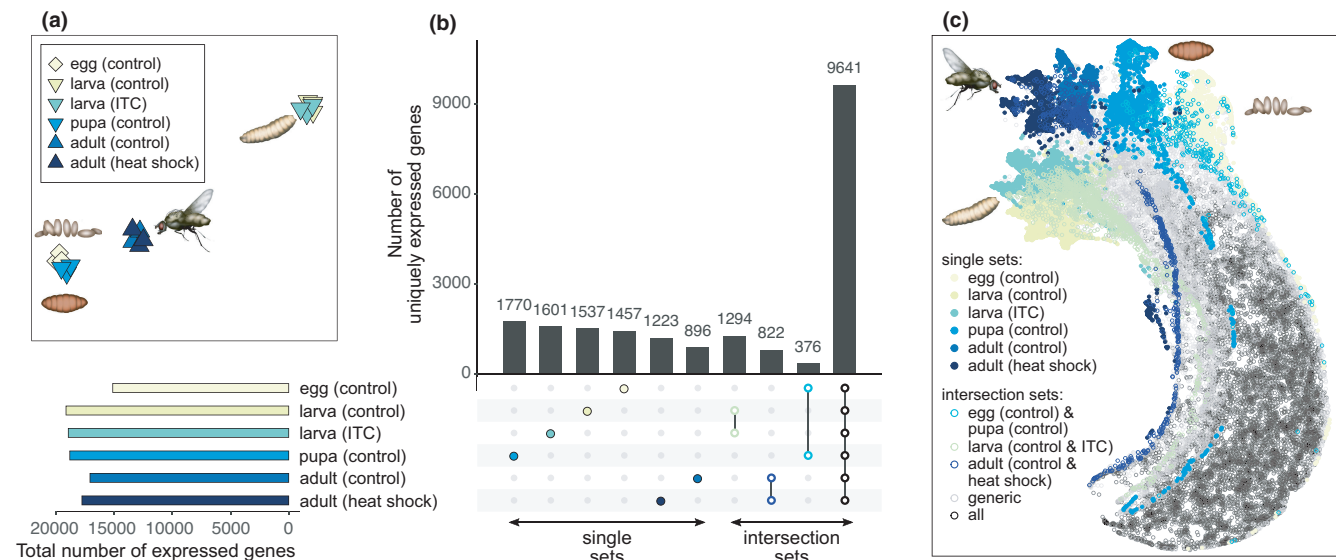 (a)
egg (control)
larva (control)
larva (ITC)
pupa (control)
adult (control)
adult (heat shock)
egg (control)
larva (control)
larva (ITC)
pupa (control)
adult (control)
adult (heat shock)
20000 15000 10000 5000 0
Total number of expressed genes
(b)
Number of
uniquely expressed genes
9000
6000
3000
0
1770 1601 1537 1457 1223 896 1294 822 376 9641
single
sets
intersection
sets
(c)
single sets:
egg (control)
larva (control)
larva (ITC)
pupa (control)
adult (control)
adult (heat shock)
intersection sets:
egg (control) &
pupa (control)
larva (control & ITC)
adult (control &
heat shock)
generic
all